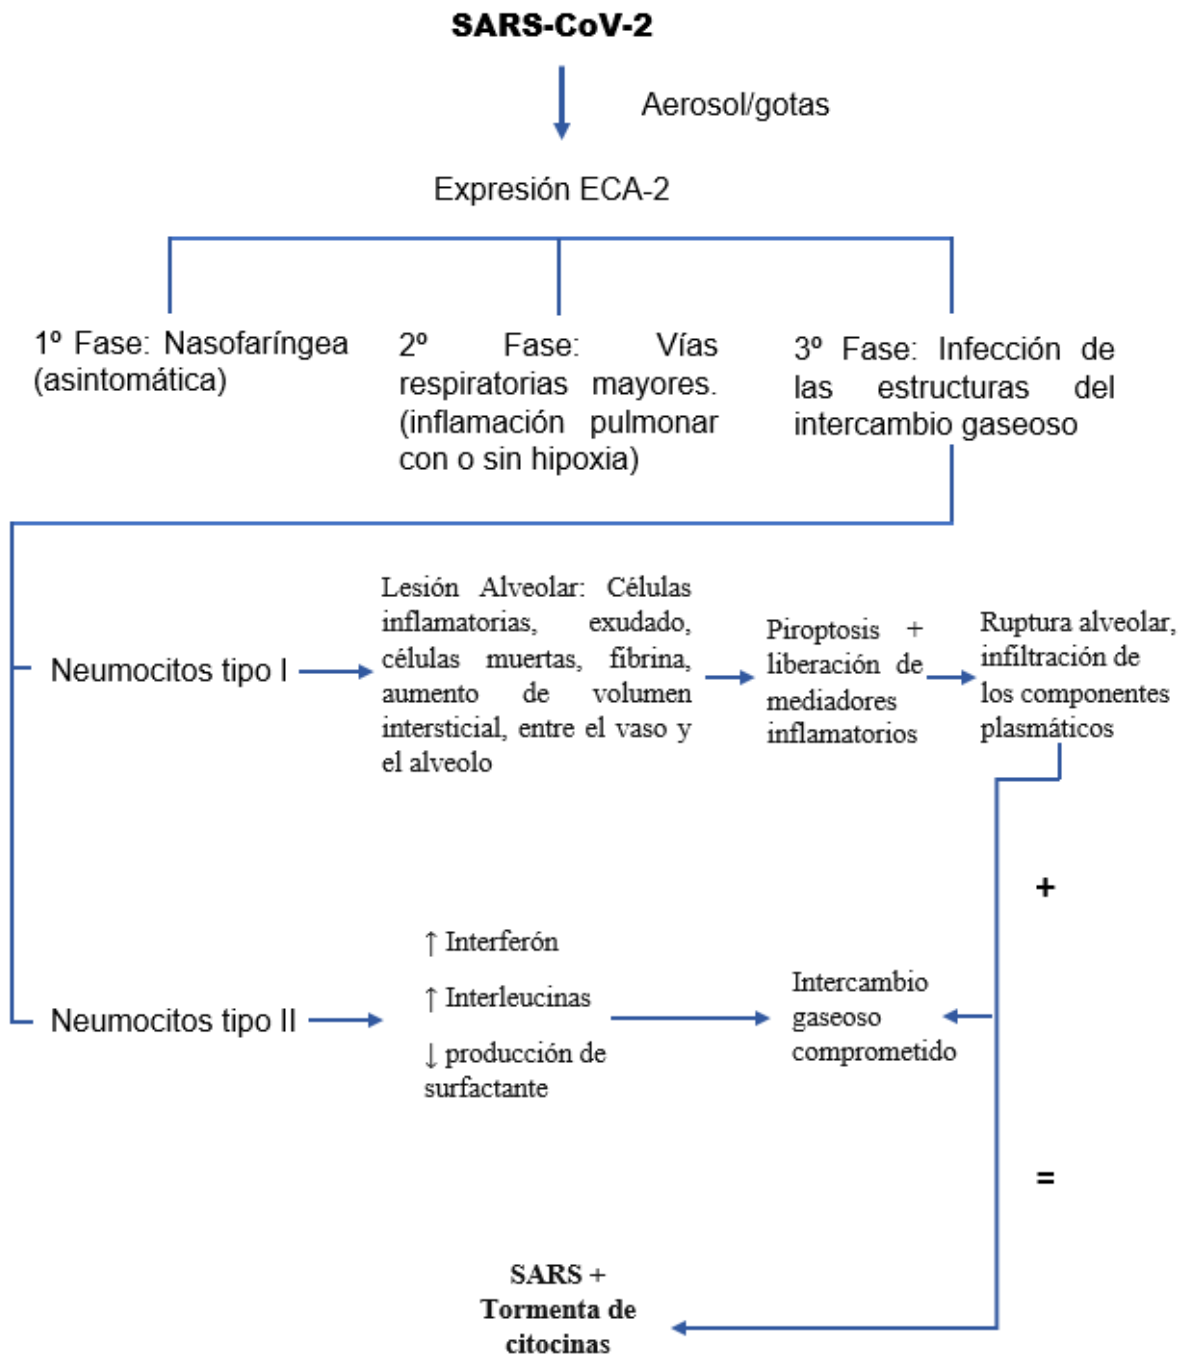 SARS-CoV-2
Aerosol/gotas
Expresión ECA-2
1º Fase: Nasofaríngea
(asintomática)
2º Fase: Vías
respiratorias mayores.
(inflamación pulmonar
con o sin hipoxia)
3º Fase: Infección de
las estructuras del
intercambio gaseoso
Neumocitos tipo I
Lesión Alveolar: Células
inflamatorias, exudado,
células muertas, fibrina,
aumento de volumen
intersticial, entre el vaso y
el alveolo
Piroptosis +
liberación de
mediadores
inflamatorios
Ruptura alveolar,
infiltración de
los componentes
plasmáticos
+
Neumocitos tipo II
↑ Interferón
↑ Interleucinas
↓ producción de
surfactante
Intercambio
gaseoso
comprometido
=
SARS +
Tormenta de
citocinas